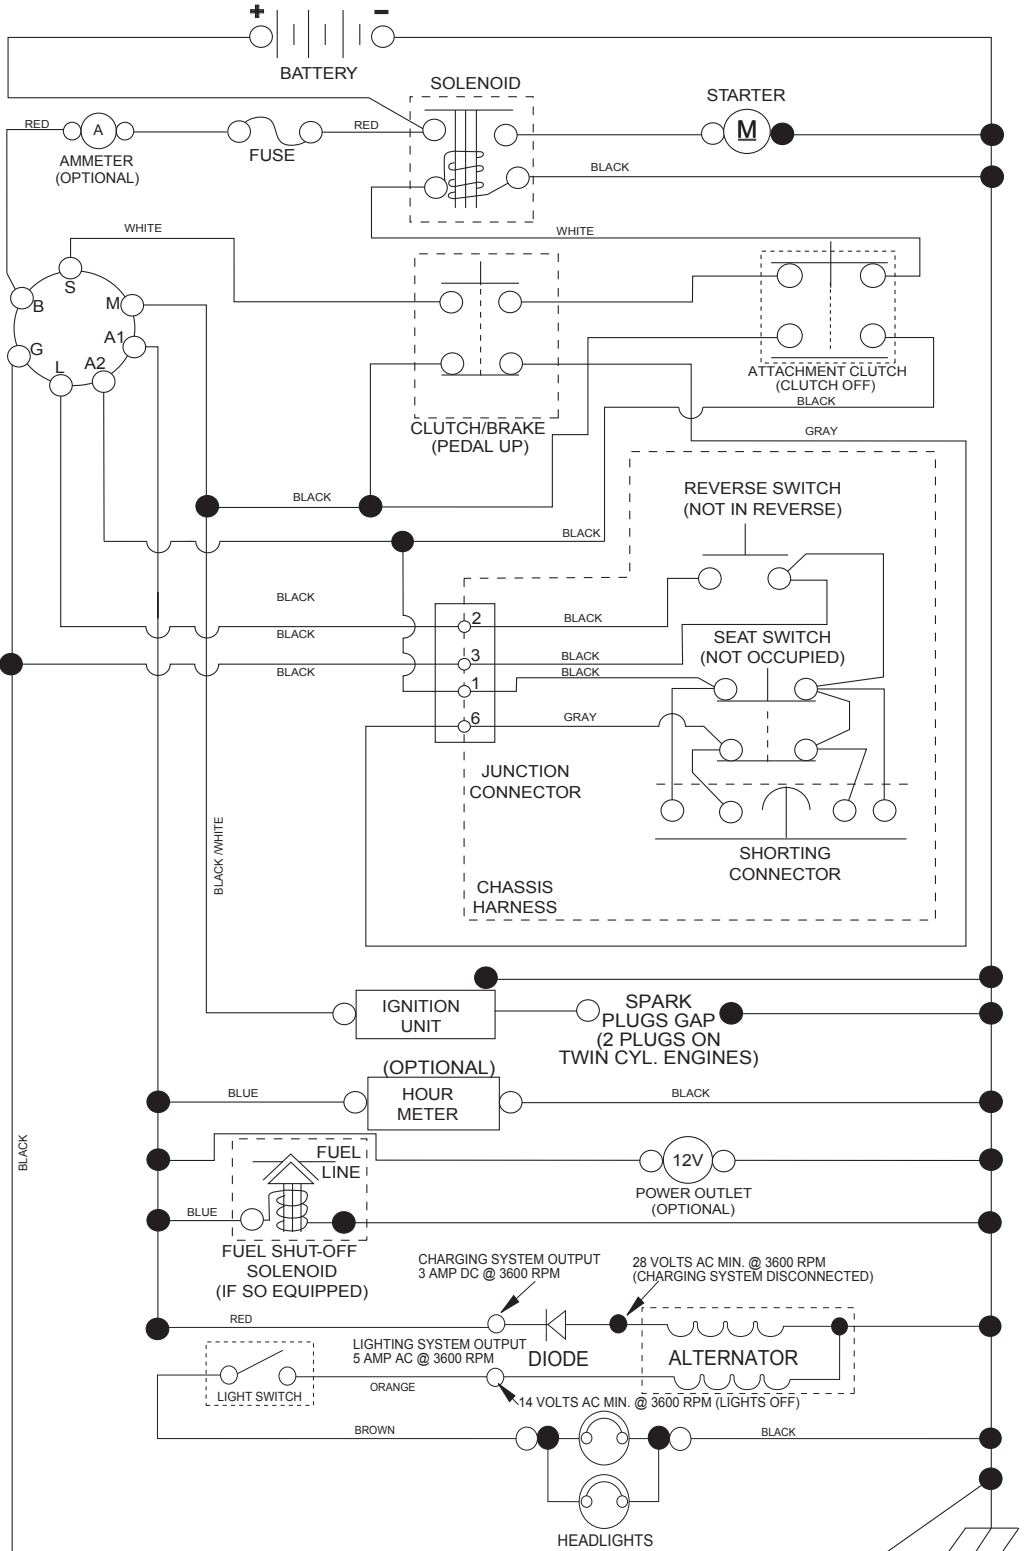 + −
BATTERY
SOLENOID
STARTER
RED
A
RED
M
AMMETER
(OPTIONAL)
FUSE
BLACK
WHITE
WHITE
S
B
M
G
A1
L
A2
ATTACHMENT CLUTCH
(CLUTCH OFF)
BLACK
CLUTCH/BRAKE
(PEDAL UP)
GRAY
REVERSE SWITCH
(NOT IN REVERSE)
BLACK
BLACK
BLACK
2
BLACK
BLACK
SEAT SWITCH
(NOT OCCUPIED)
3
BLACK
BLACK
1
BLACK
6
GRAY
JUNCTION
CONNECTOR
BLACK /WHITE
SHORTING
CONNECTOR
CHASSIS
HARNESS
IGNITION
UNIT
SPARK
PLUGS GAP
(2 PLUGS ON
TWIN CYL. ENGINES)
(OPTIONAL)
BLUE
HOUR
METER
BLACK
BLACK
FUEL
LINE
12V
POWER OUTLET
(OPTIONAL)
BLUE
FUEL SHUT-OFF
SOLENOID
(IF SO EQUIPPED)
CHARGING SYSTEM OUTPUT
3 AMP DC @ 3600 RPM
28 VOLTS AC MIN. @ 3600 RPM
(CHARGING SYSTEM DISCONNECTED)
RED
LIGHTING SYSTEM OUTPUT
5 AMP AC @ 3600 RPM
DIODE
ALTERNATOR
LIGHT SWITCH
ORANGE
14 VOLTS AC MIN. @ 3600 RPM (LIGHTS OFF)
BROWN
BLACK
HEADLIGHTS